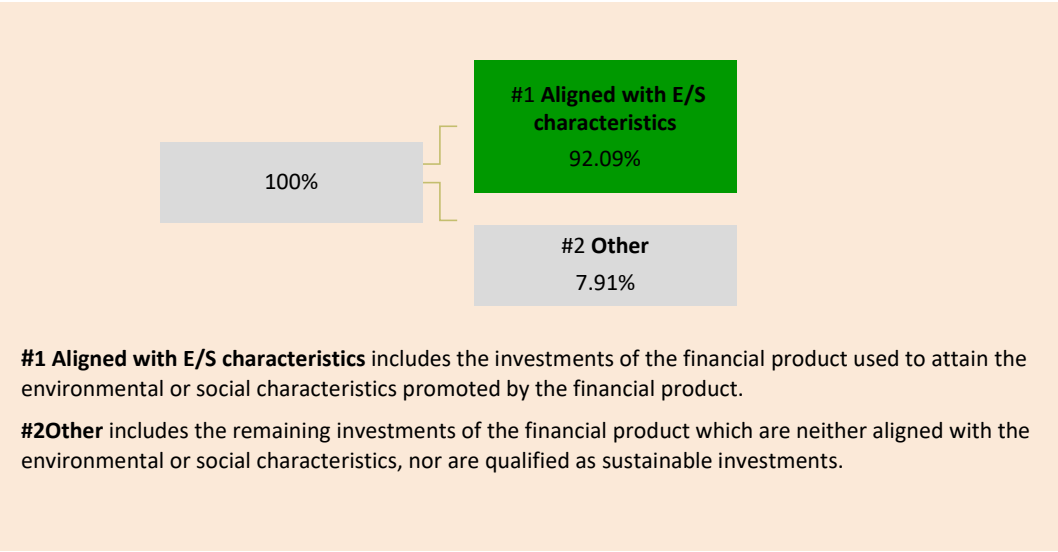 #1 Aligned with E/S
characteristics
92.09%
100%
#2 Other
7.91%
#1 Aligned with E/S characteristics includes the investments of the financial product used to attain the
environmental or social characteristics promoted by the financial product.
#2Other includes the remaining investments of the financial product which are neither aligned with the
environmental or social characteristics, nor are qualified as sustainable investments.